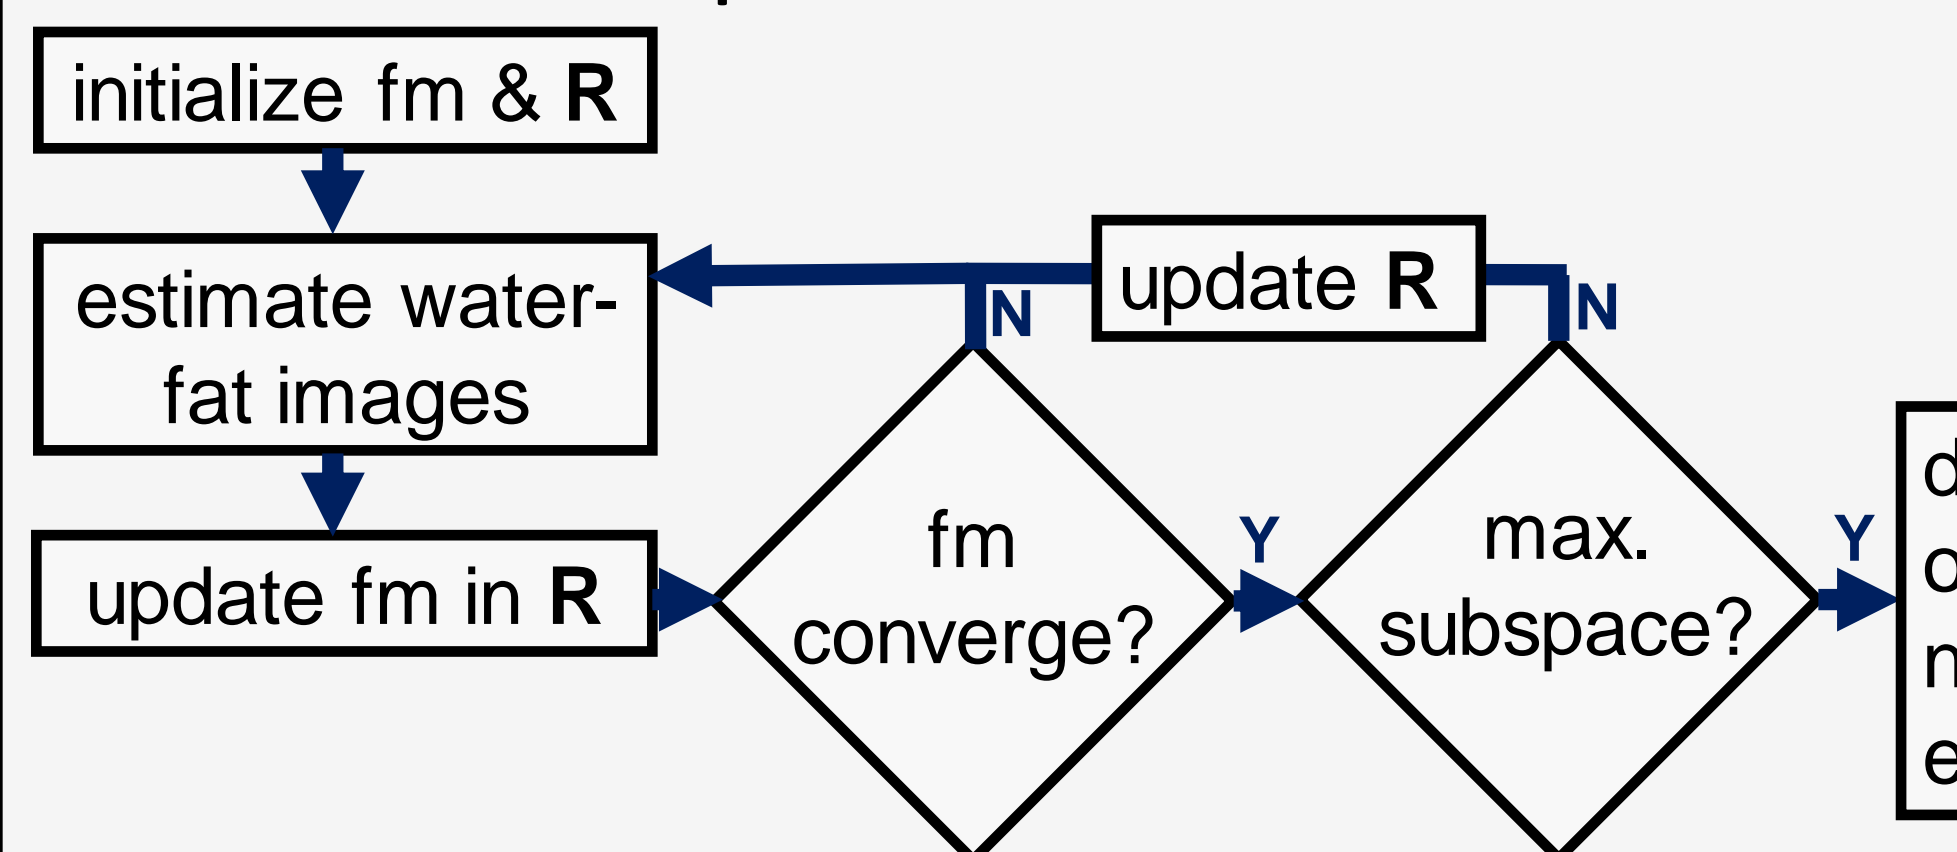 initialize fm & R
estimate water-
fat images
update fm in R
fm
converge?
N
Y
update R
N
max.
subspace?
Y
d
o
n
e